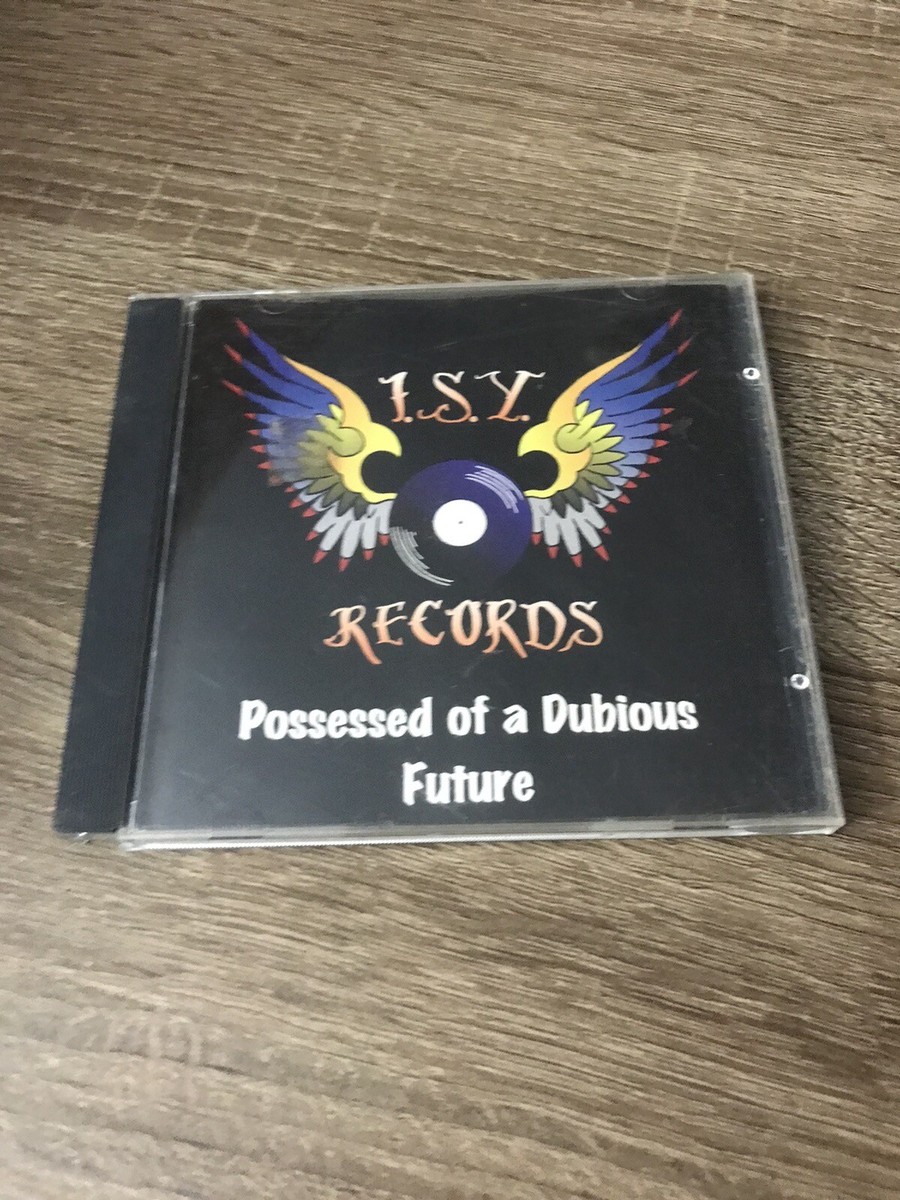 I.S.Y.
RECORDS
Possessed of a Dubious
Future